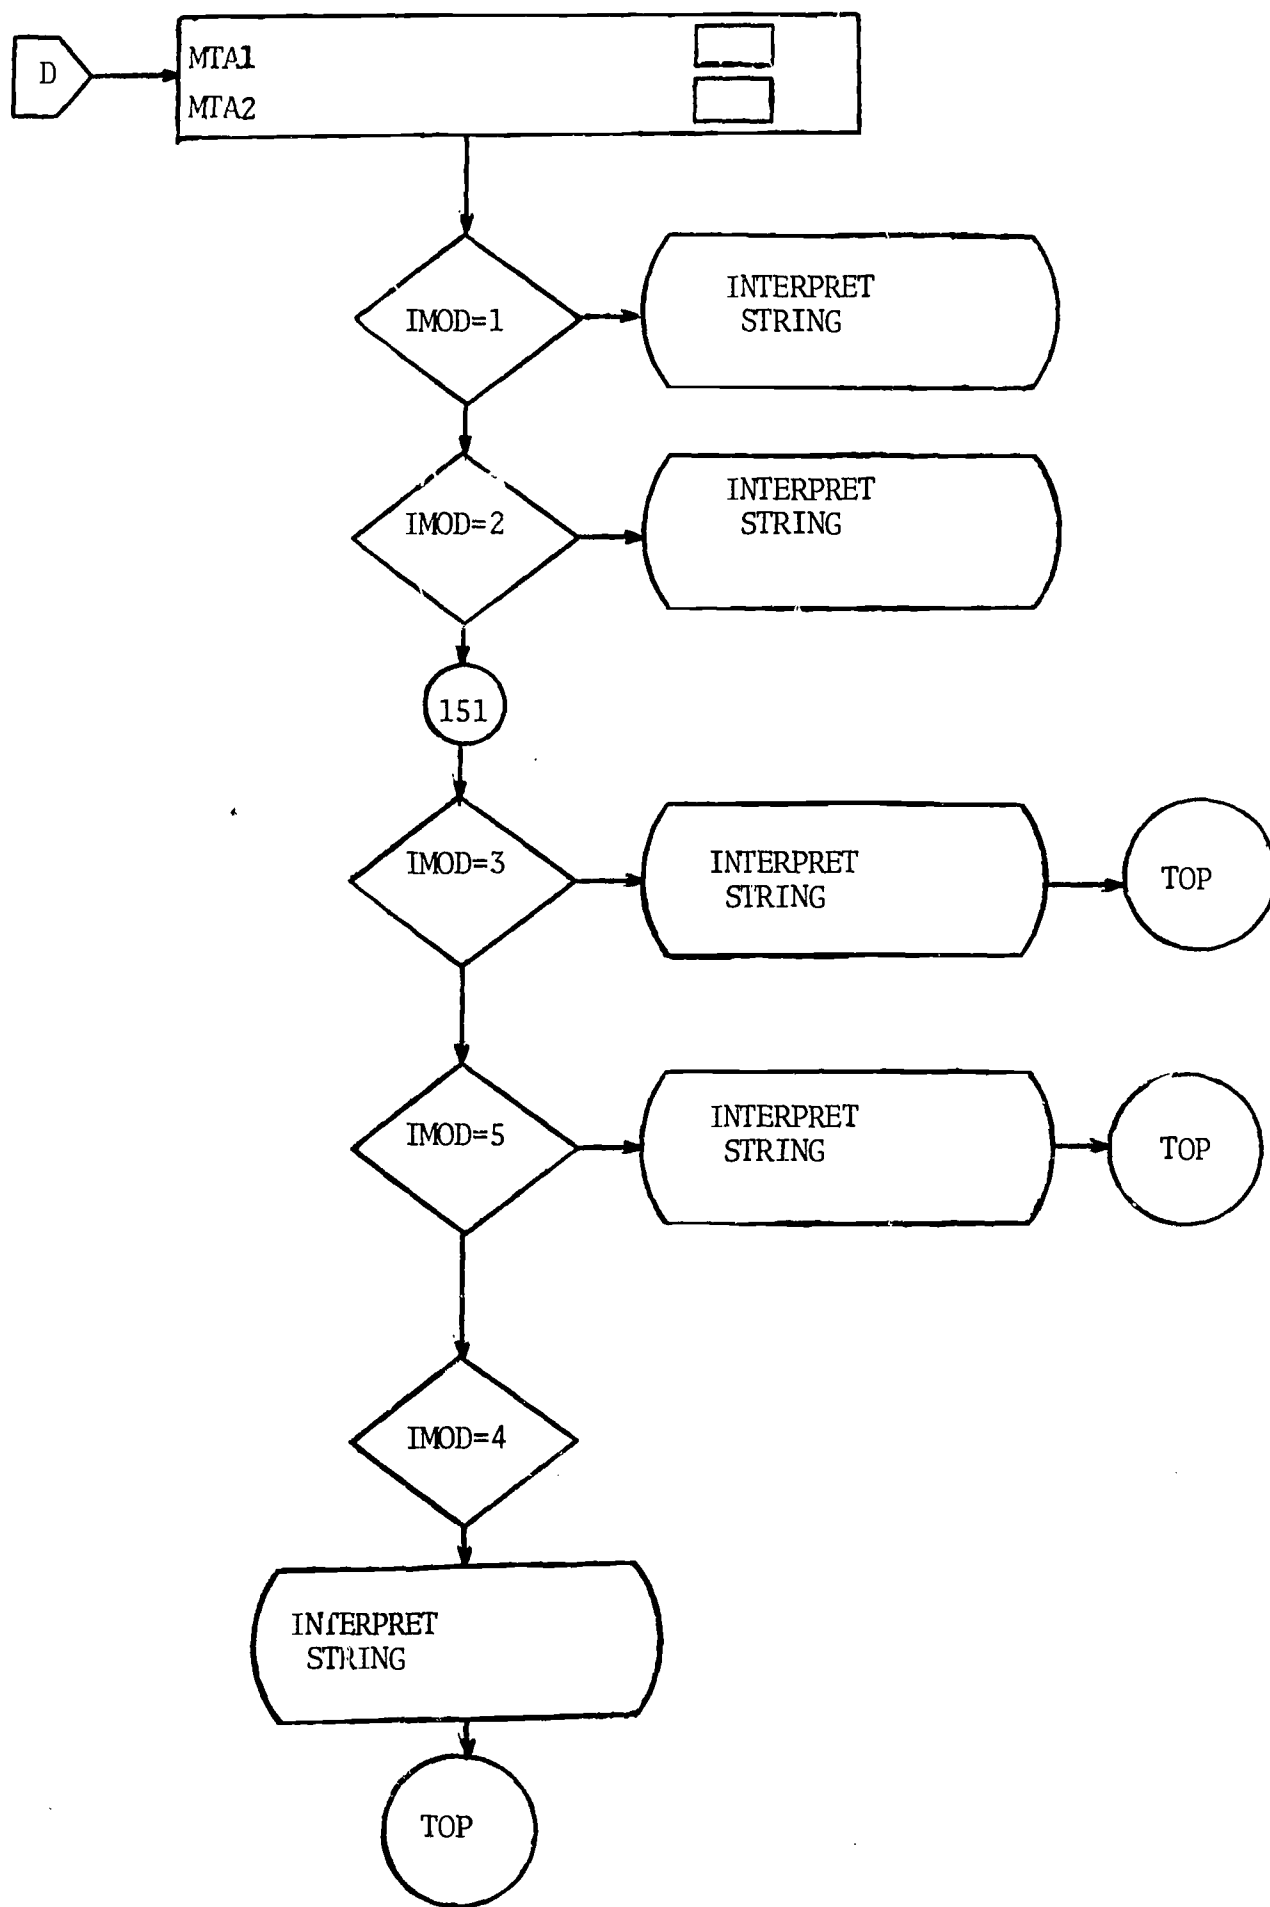 D
MTA1
MTA2
IMOD=1
INTERPRET
STRING
IMOD=2
INTERPRET
STRING
151
IMOD=3
INTERPRET
STRING
TOP
IMOD=5
INTERPRET
STRING
TOP
IMOD=4
INTERPRET
STRING
TOP